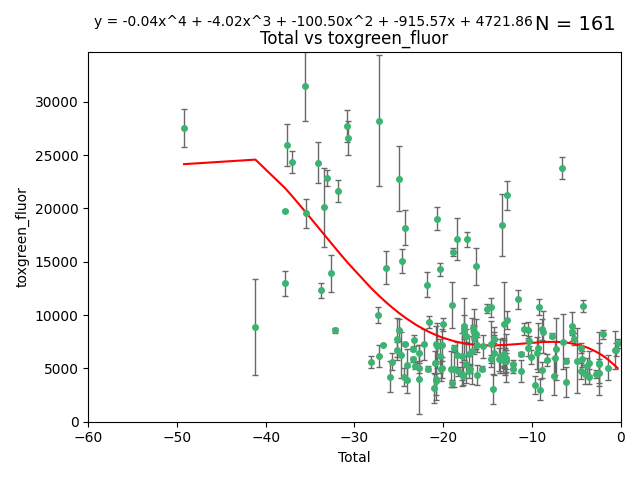 y = -0.04x^4 + -4.02x^3 + -100.50x^2 + -915.57x + 4721.86 N = 161
Total vs toxgreen_fluor
toxgreen_fluor
30000
25000
20000
15000
10000
5000
0
−60 −50 −40 −30 −20 −10 0
Total